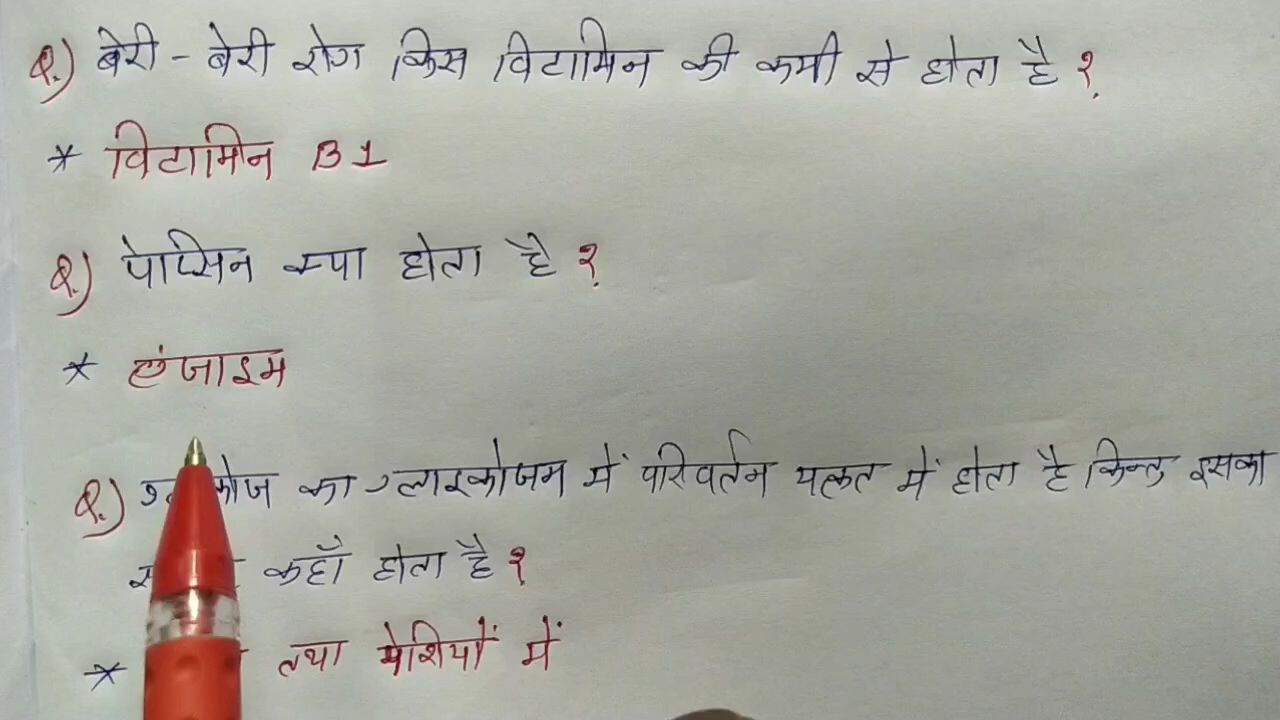 Q.) बेरी - बेरी रोग किस विटामिन की कमी से होता है ?
* विटामिन B1
Q.) पेप्सिन क्या होता है ?
* एंजाइम
Q.) का ग्लाइकोजन में परिवर्तन यकृत में होता है किन्तु इसका
कहाँ होता है ?
* तथा पेशियों में